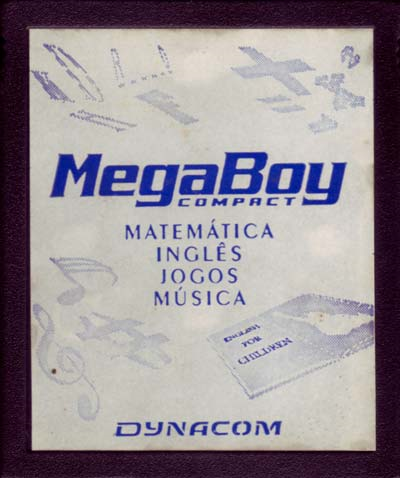 MegaBoy
COMPACT
MATEMÁTICA
INGLÊS
JOGOS
MÚSICA
ENGLISH
FOR
CHILDREN
DYNACOM